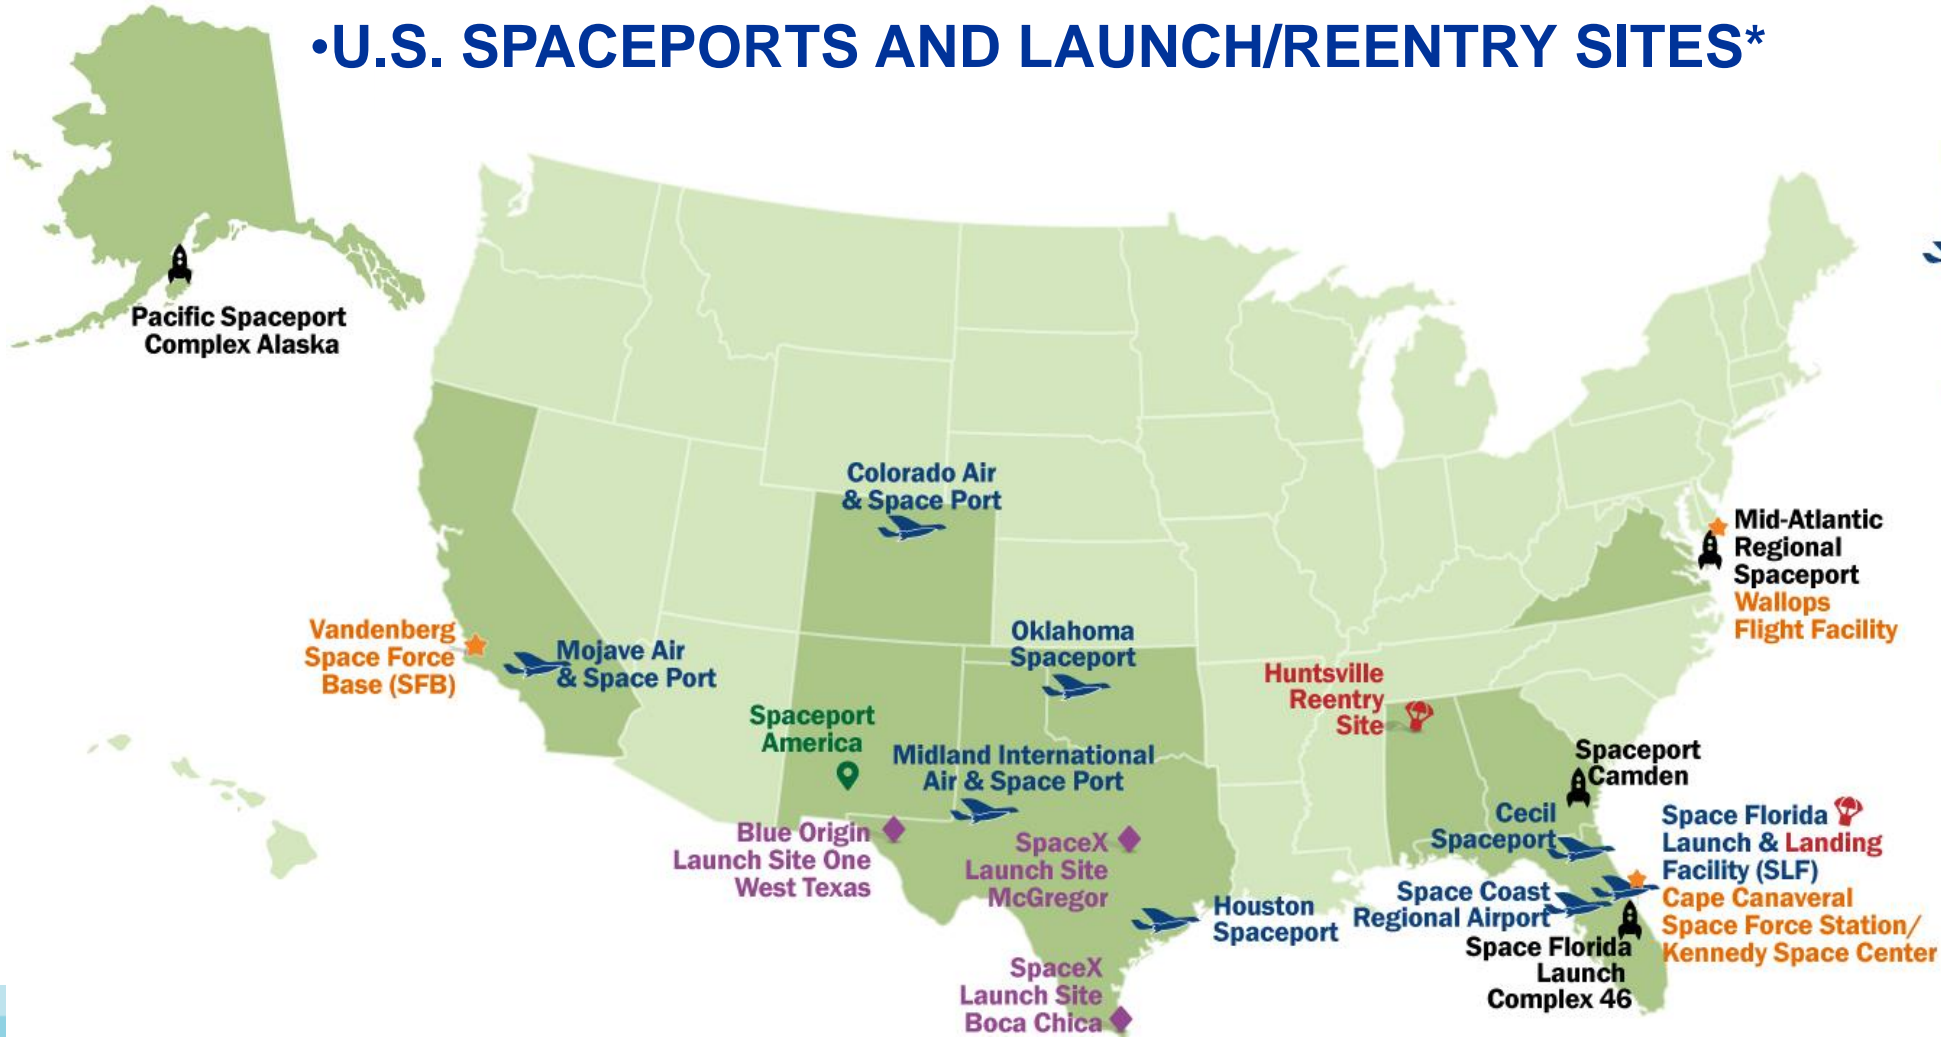 •U.S. SPACEPORTS AND LAUNCH/REENTRY SITES*
Pacific Spaceport
Complex Alaska
Colorado Air
& Space Port
Mid-Atlantic
Regional
Spaceport
Wallops
Flight Facility
Vandenberg
Space Force
Base (SFB)
Mojave Air
& Space Port
Oklahoma
Spaceport
Huntsville
Reentry
Site
Spaceport
America
Midland International
Air & Space Port
Spaceport
Camden
Blue Origin
Launch Site One
West Texas
SpaceX
Launch Site
McGregor
Cecil
Spaceport
Space Florida
Launch & Landing
Facility (SLF)
Cape Canaveral
Space Force Station/
Kennedy Space Center
Houston
Spaceport
Space Coast
Regional Airport
Space Florida
Launch
Complex 46
SpaceX
Launch Site
Boca Chica